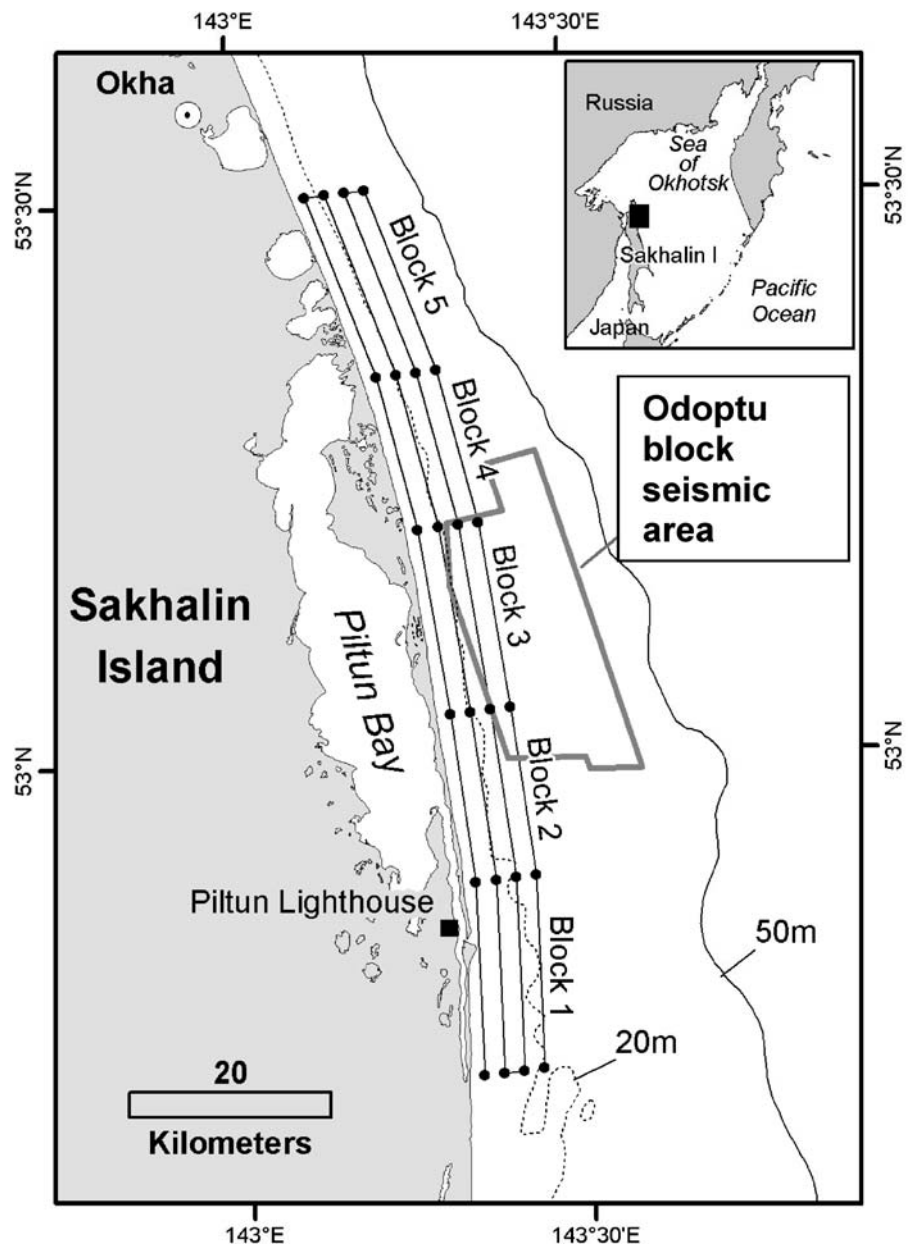 143°E
143°30'E
Okha
Russia
Sea
of
Okhotsk
53°30'N
53°30'N
Sakhalin I
Pacific
Ocean
Japan
Block 5
Block 4
Odoptu
block
seismic
area
Block 3
Sakhalin
Island
Piltun Bay
53°N
53°N
Block 2
Piltun Lighthouse
Block 1
50m
20m
20
Kilometers
143°E
143°30'E